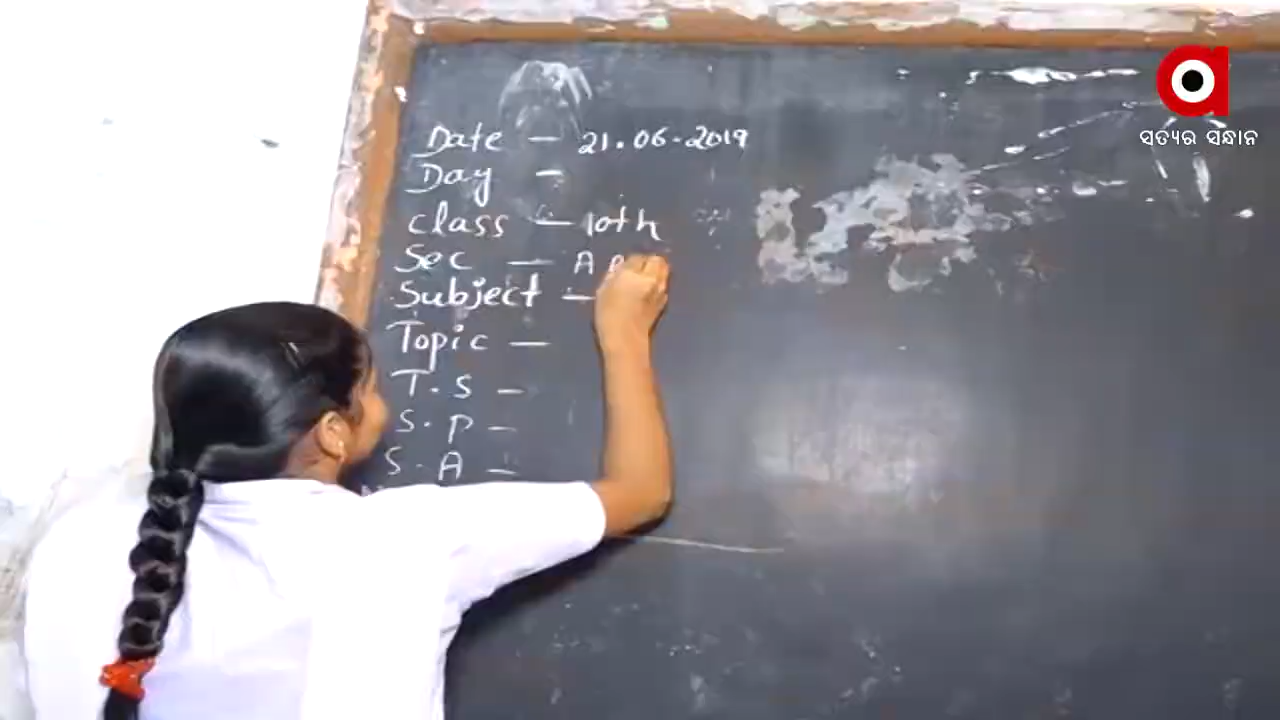 Date - 21.06-2019
Day -
class - 10th
Sec - A
Subject -
Topic -
T.S -
S.P -
S.A -
ସତ୍ୟର ସନ୍ଧାନ